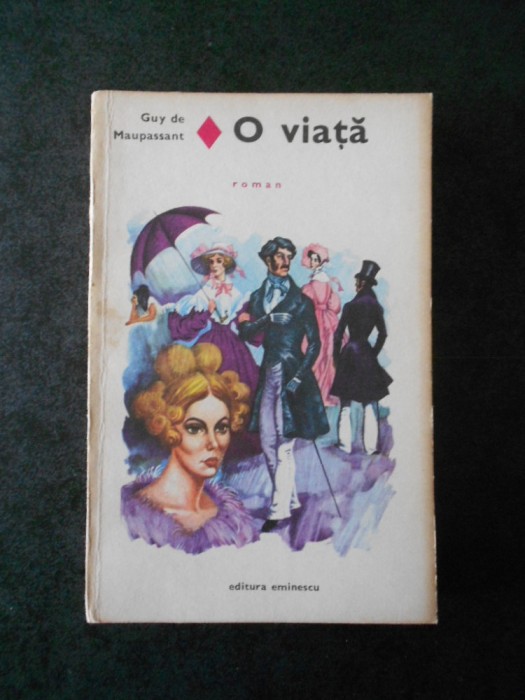 Guy de
Maupassant
O viață
roman
editura eminescu